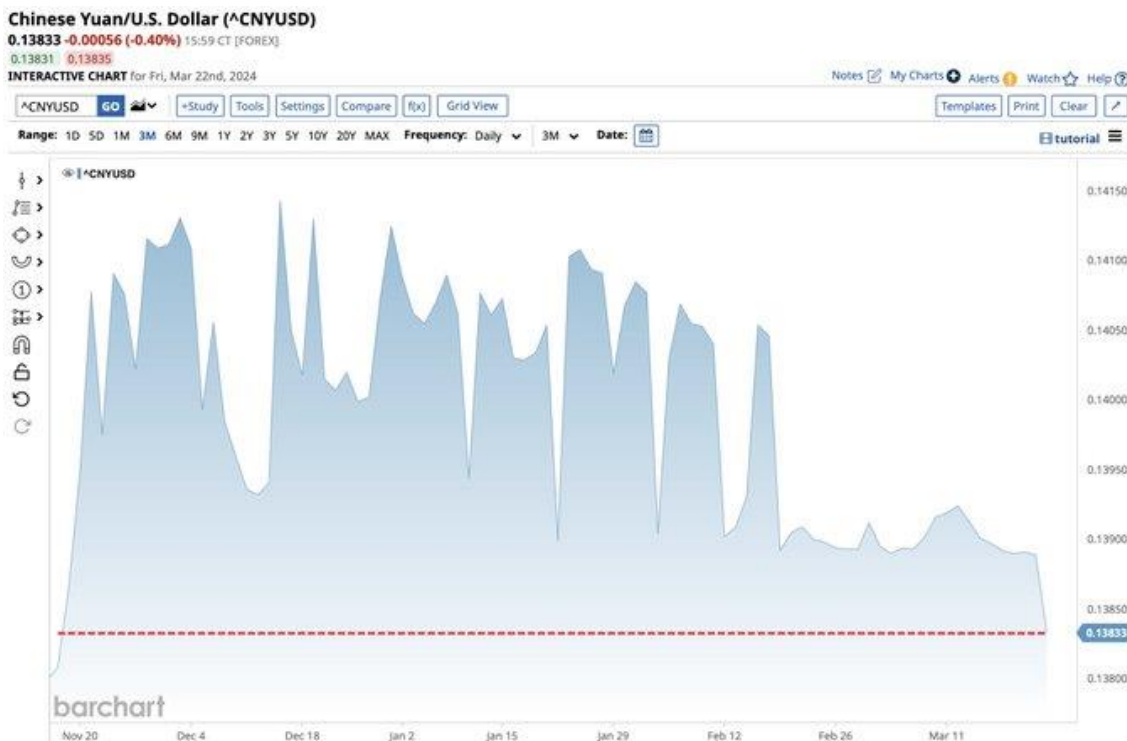 Chinese Yuan/U.S. Dollar (^CNYUSD)
0.13833 -0.00056 (-0.40%) 15:59 CT [FOREX]
0.13831 0.13835
INTERACTIVE CHART for Fri, Mar 22nd, 2024
Notes My Charts Alerts Watch Help
^CNYUSD GO +Study Tools Settings Compare f(x) Grid View Templates Print Clear
Range: 1D 5D 1M 3M 6M 9M 1Y 2Y 3Y 5Y 10Y 20Y MAX Frequency: Daily 3M Date: tutorial
^CNYUSD
0.14150
0.14100
0.14050
0.14000
0.13950
0.13900
0.13850
0.13833
0.13800
barchart
Nov 20 Dec 4 Dec 18 Jan 2 Jan 15 Jan 29 Feb 12 Feb 26 Mar 11